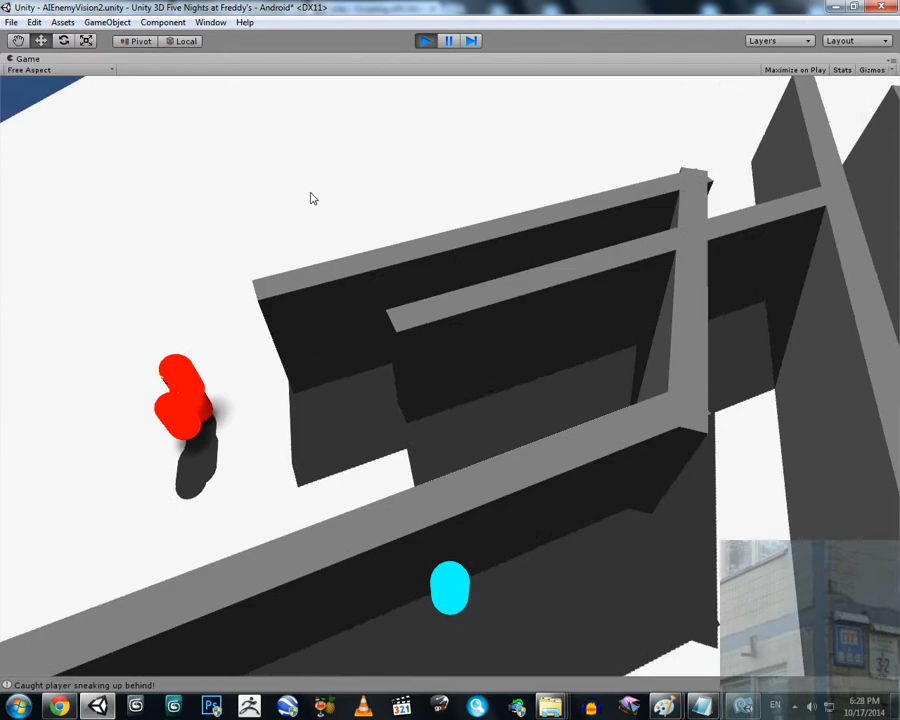 Unity - AIEnemyVision2.unity - Unity 3D Five Nights at Freddy's - Android* <DX11>
File Edit Assets GameObject Component Window Help
Pivot Local Layers Layout
Game
Free Aspect Maximize on Play Stats Gizmos
32
Caught player sneaking up behind!
321 EN 6:28 PM
10/17/2014